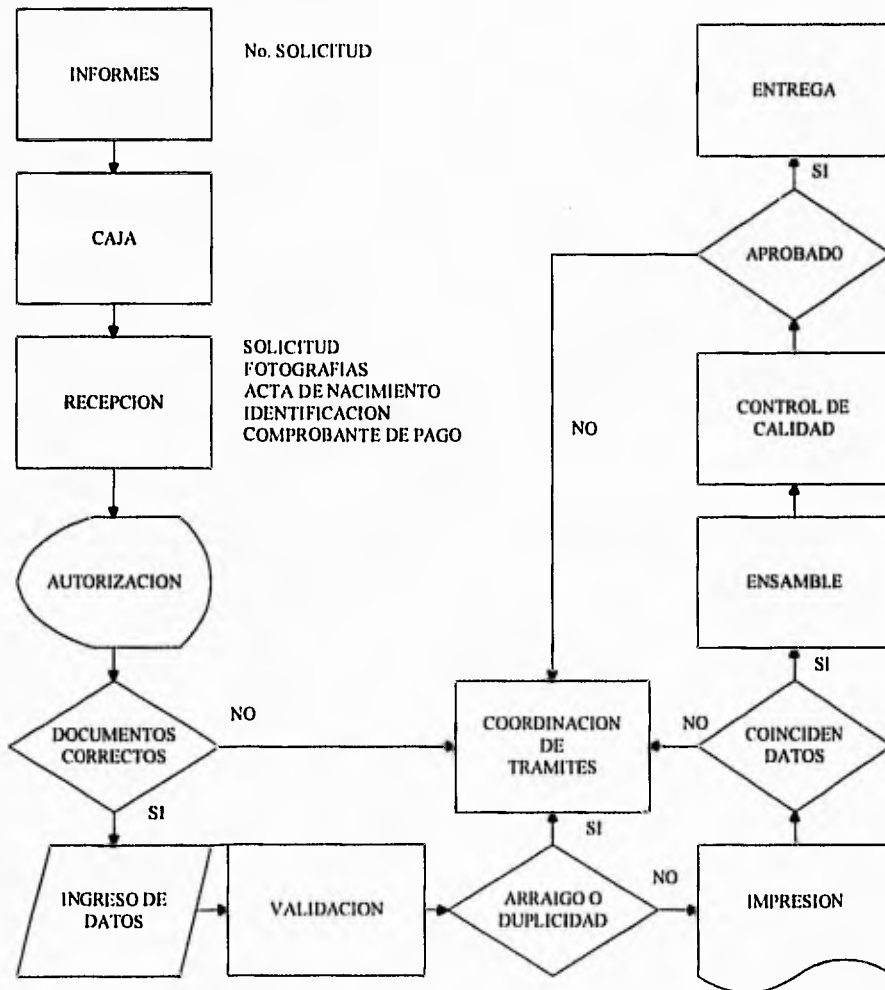 INFORMES
No. SOLICITUD
CAJA
RECEPCION
SOLICITUD
FOTOGRAFIAS
ACTA DE NACIMIENTO
IDENTIFICACION
COMPROBANTE DE PAGO
AUTORIZACION
DOCUMENTOS
CORRECTOS
NO
SI
INGRESO DE
DATOS
VALIDACION
ARRAIGO O
DUPLICIDAD
SI
NO
COORDINACION
DE
TRAMITES
IMPRESION
COINCIDEN
DATOS
NO
SI
ENSAMBLE
CONTROL DE
CALIDAD
APROBADO
NO
SI
ENTREGA